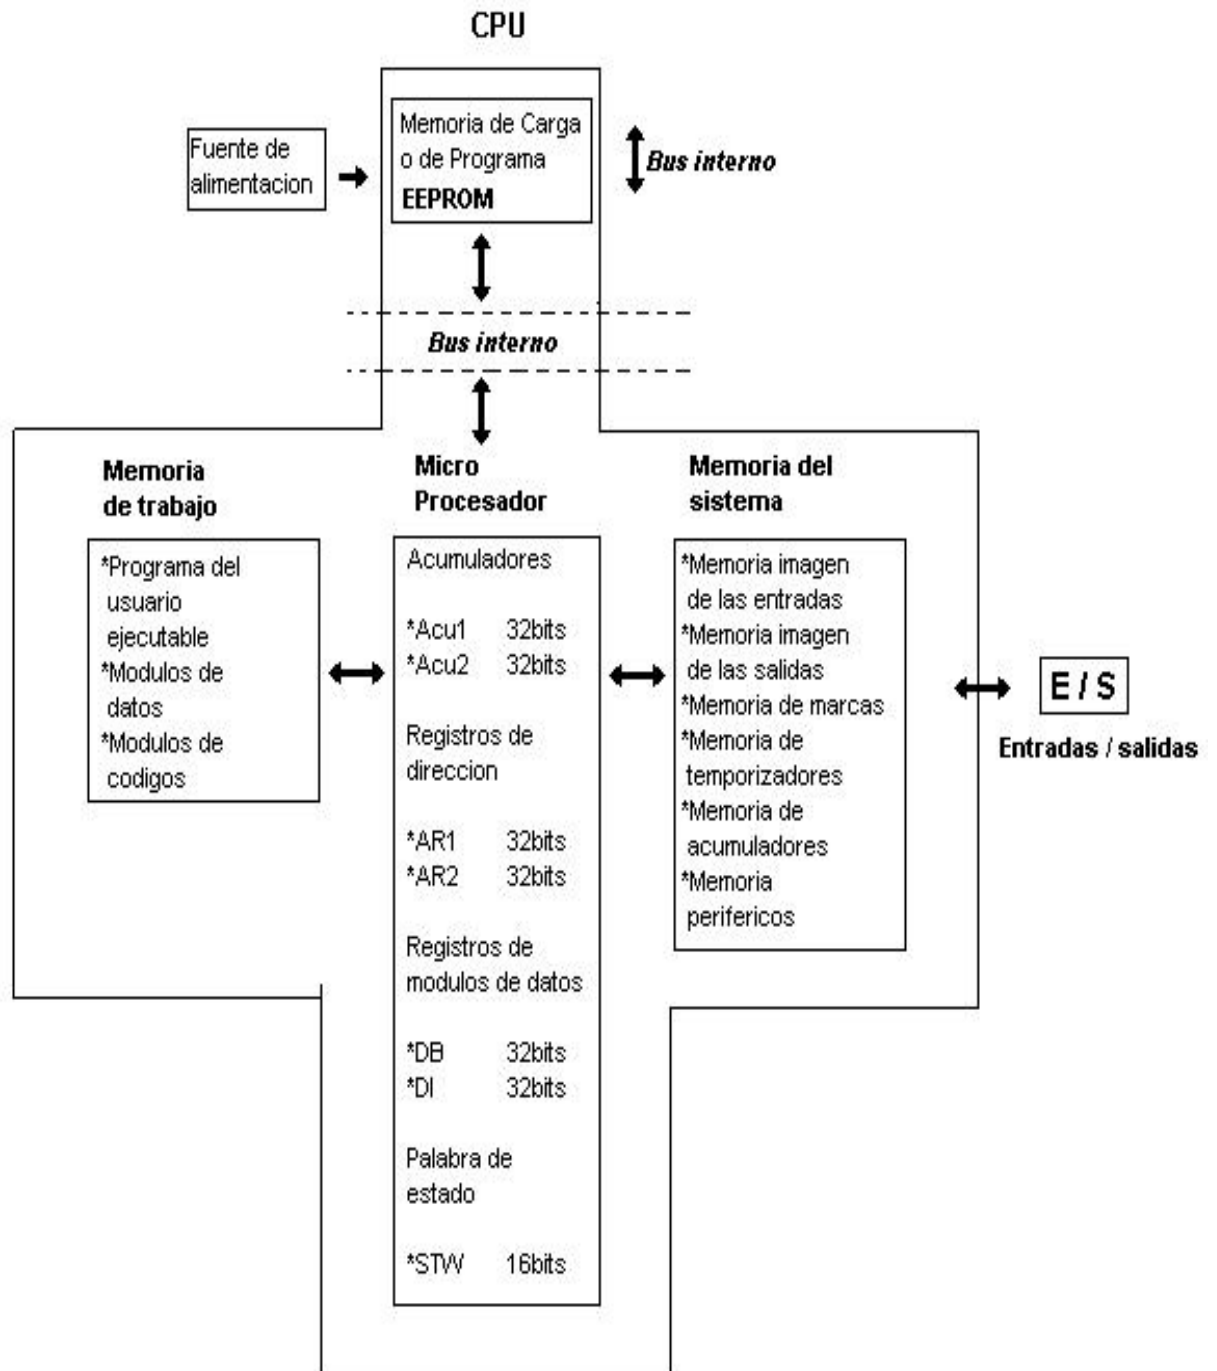 CPU
Fuente de
alimentacion
Memoria de Carga
o de Programa
EEPROM
Bus interno
Bus interno
Memoria
de trabajo
*Programa del
usuario
ejecutable
*Modulos de
datos
*Modulos de
codigos
Micro
Procesador
Acumuladores
*Acu1 32bits
*Acu2 32bits
Registros de
direccion
*AR1 32bits
*AR2 32bits
Registros de
modulos de datos
*DB 32bits
*DI 32bits
Palabra de
estado
*STW 16bits
Memoria del
sistema
*Memoria imagen
de las entradas
*Memoria imagen
de las salidas
*Memoria de marcas
*Memoria de
temporizadores
*Memoria de
acumuladores
*Memoria
perifericos
E / S
Entradas / salidas